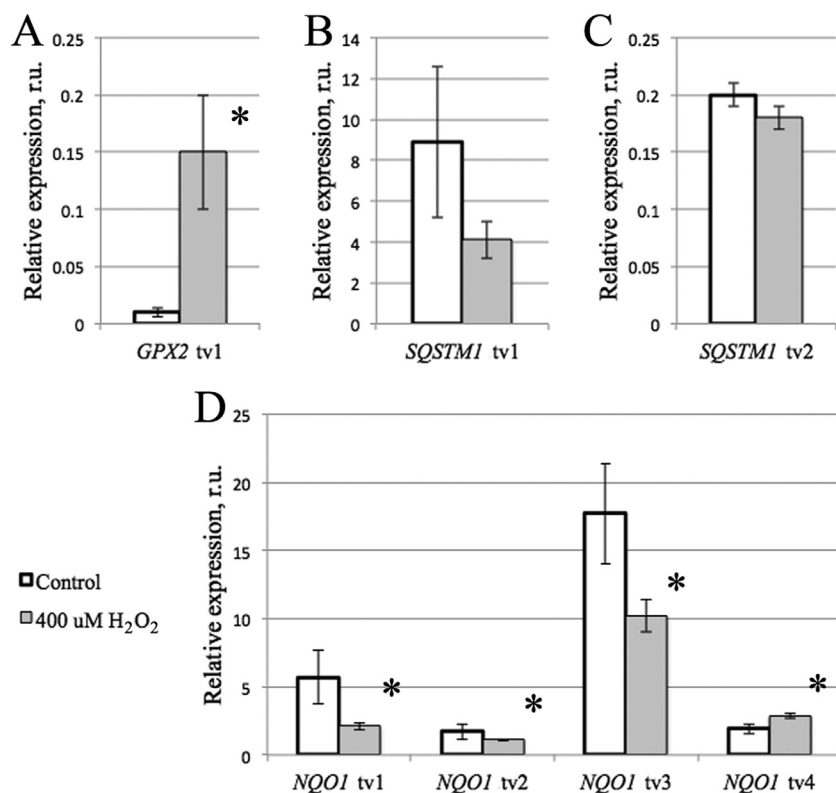 A
Relative expression, r.u.
0.25
0.2
0.15
0.1
0.05
0
*
GPX2 tv1
B
Relative expression, r.u.
14
12
10
8
6
4
2
0
SQSTM1 tv1
C
Relative expression, r.u.
0.25
0.2
0.15
0.1
0.05
0
SQSTM1 tv2
D
Relative expression, r.u.
25
20
15
10
5
0
*
*
*
*
NQO1 tv1
NQO1 tv2
NQO1 tv3
NQO1 tv4
Control
400 uM H₂O₂